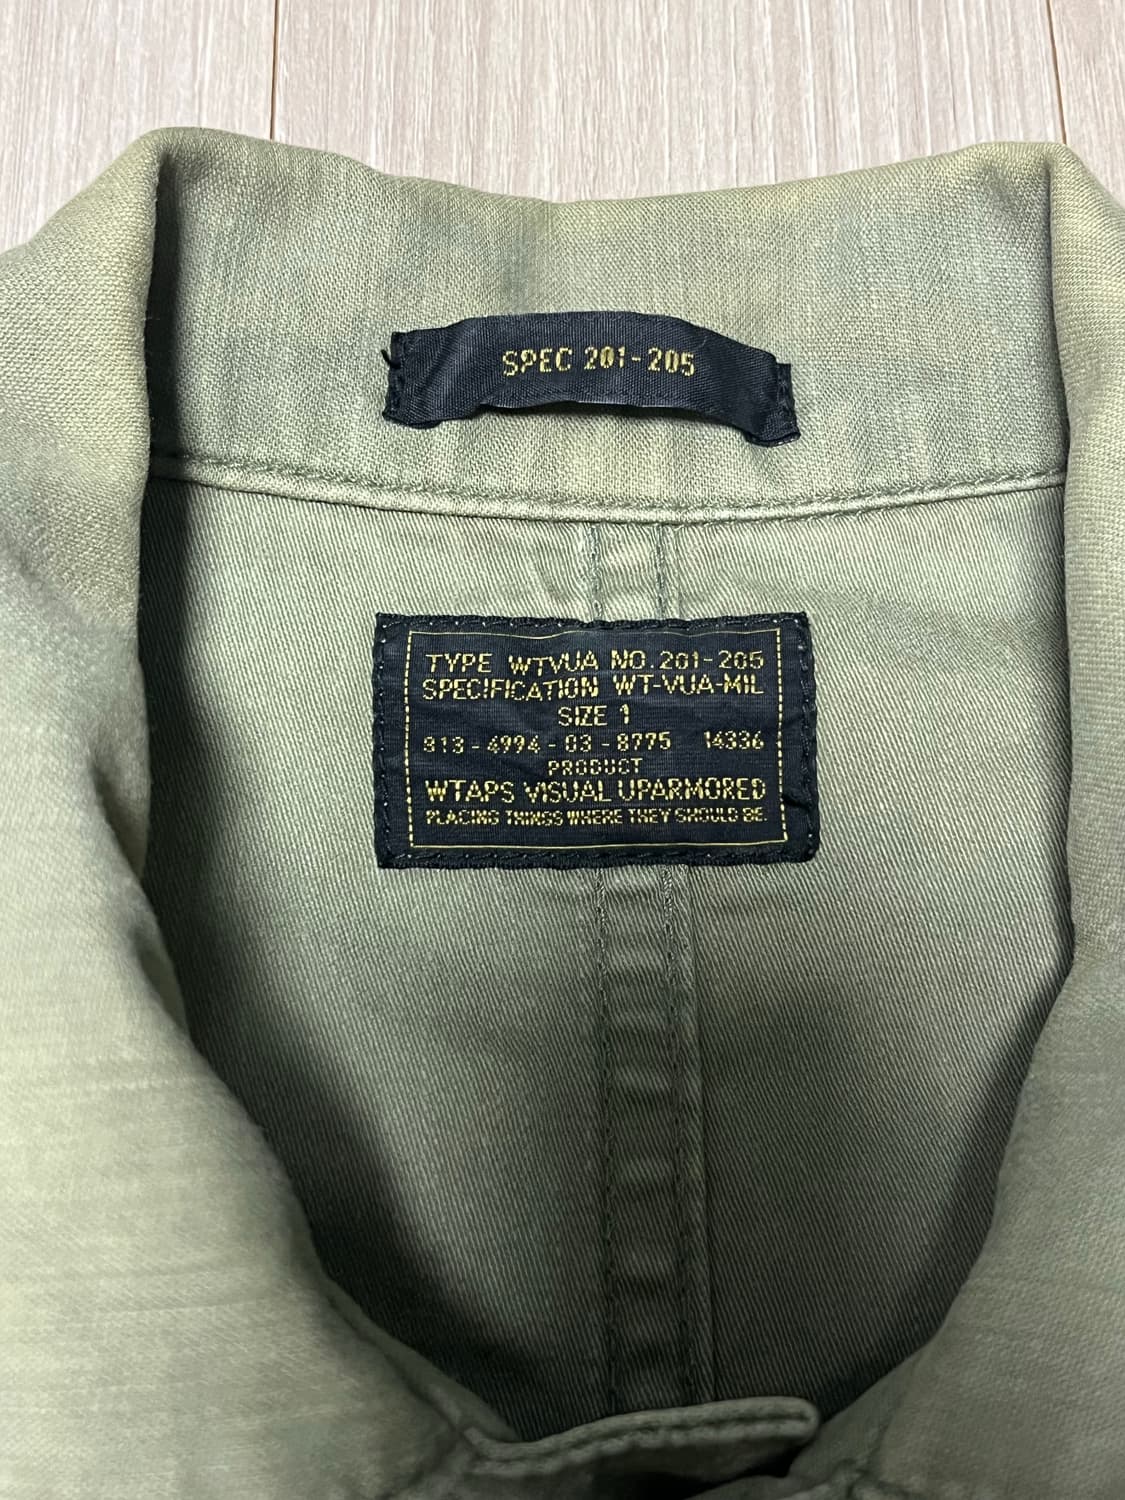 SPEC 201-205
TYPE WTVUA NO. 201-205
SPECIFICATION WT-VUA-MIL
SIZE 1
813-4994-03-8775 14336
PRODUCT
WTAPS VISUAL UPARMORED
PLACING THINGS WHERE THEY SHOULD BE.